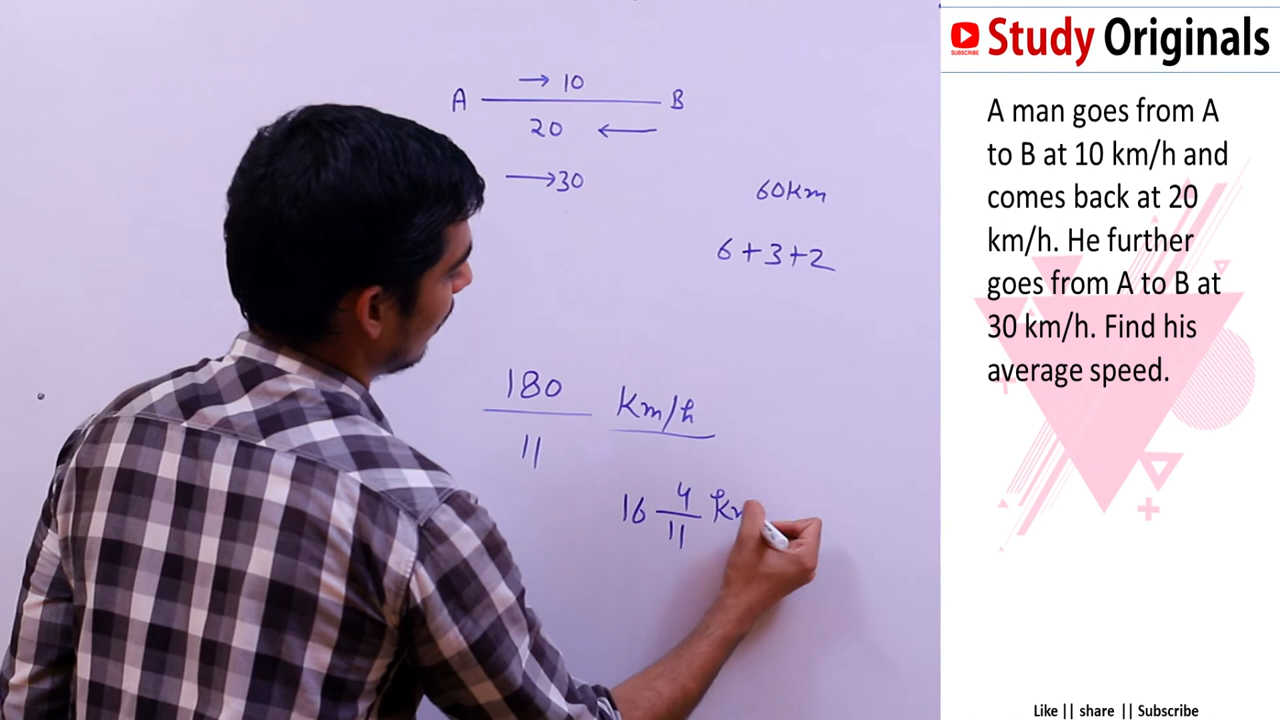 → 10
A B
20 ←
→ 30
60Km
6+3+2
180
11
Km/h
16 4/11 Km
SUBSCRIBE
Study Originals
A man goes from A
to B at 10 km/h and
comes back at 20
km/h. He further
goes from A to B at
30 km/h. Find his
average speed.
Like || share || Subscribe